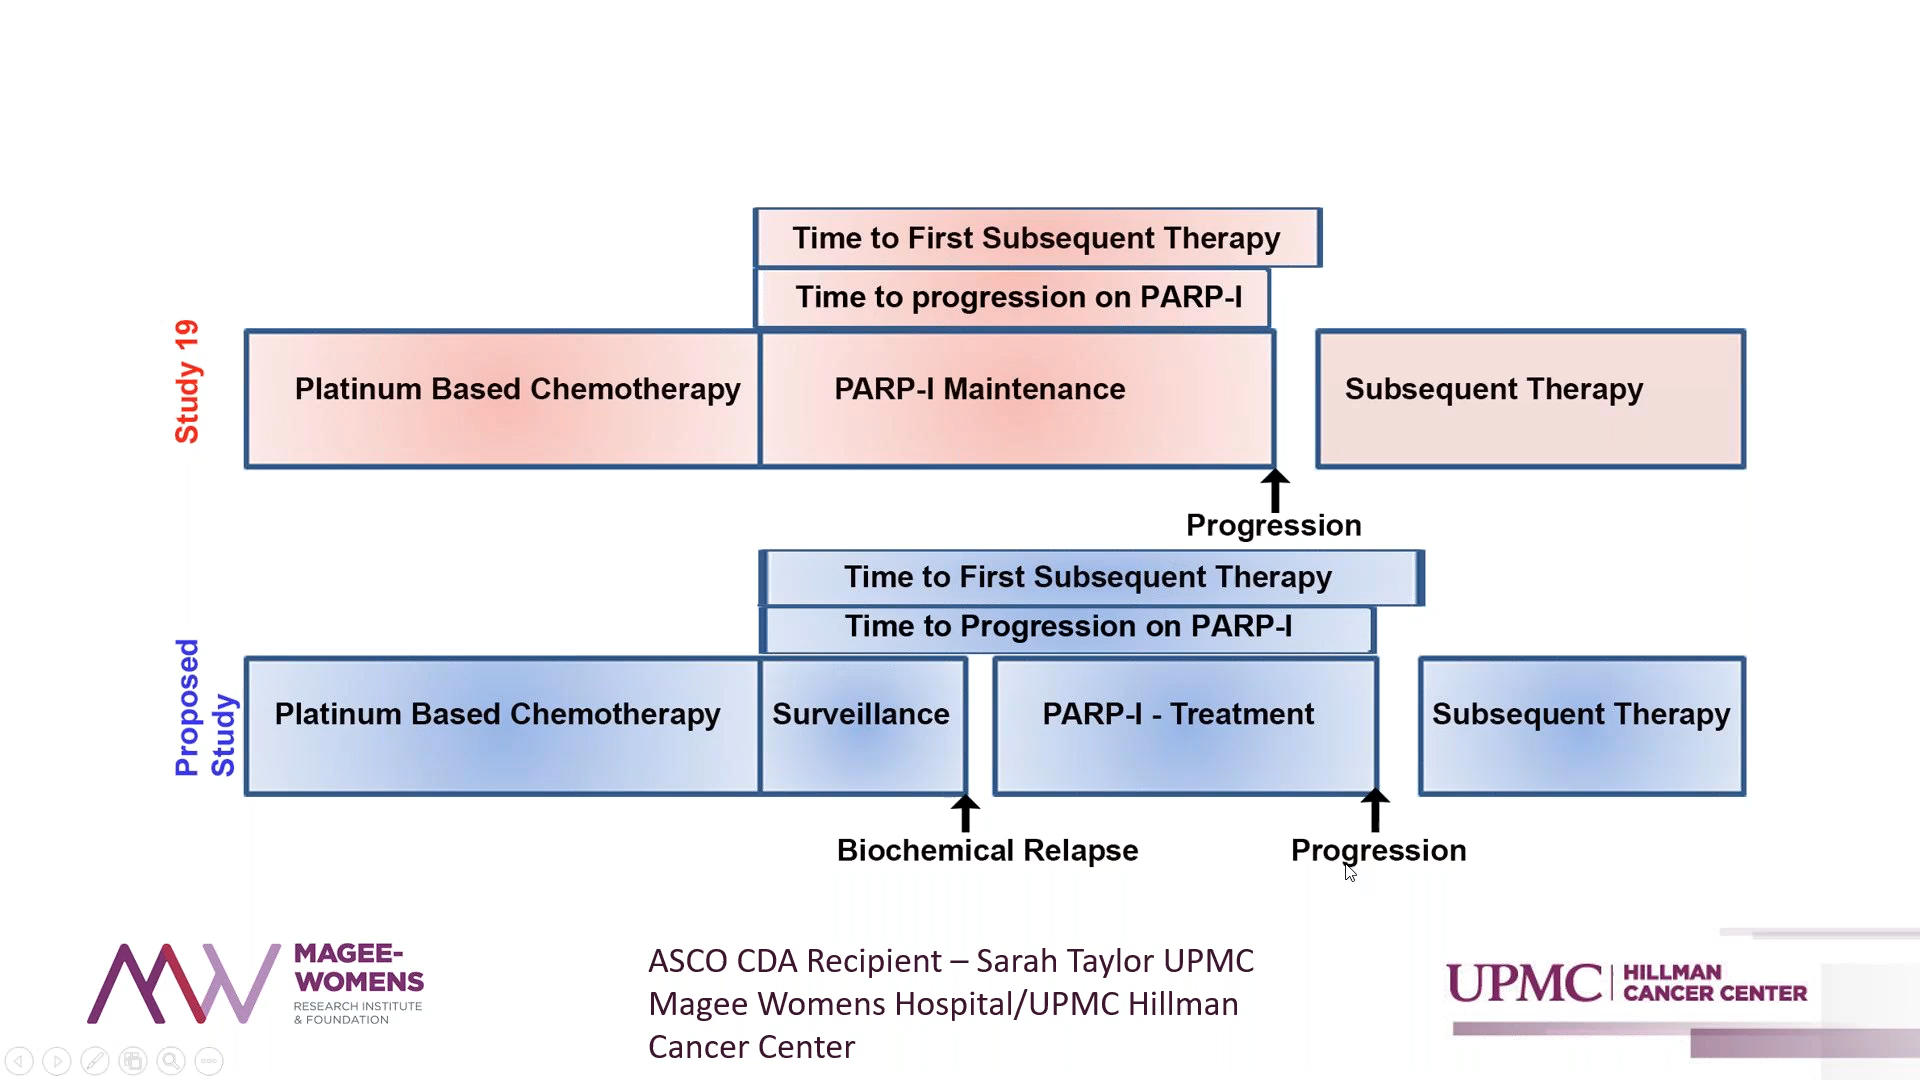 Time to First Subsequent Therapy
Time to progression on PARP-I
Study 19
Platinum Based Chemotherapy
PARP-I Maintenance
Subsequent Therapy
Progression
Time to First Subsequent Therapy
Time to Progression on PARP-I
Proposed
Study
Platinum Based Chemotherapy
Surveillance
PARP-I - Treatment
Subsequent Therapy
Biochemical Relapse
Progression
MAGEE-
WOMENS
RESEARCH INSTITUTE
& FOUNDATION
ASCO CDA Recipient – Sarah Taylor UPMC
Magee Womens Hospital/UPMC Hillman
Cancer Center
UPMC
HILLMAN
CANCER CENTER